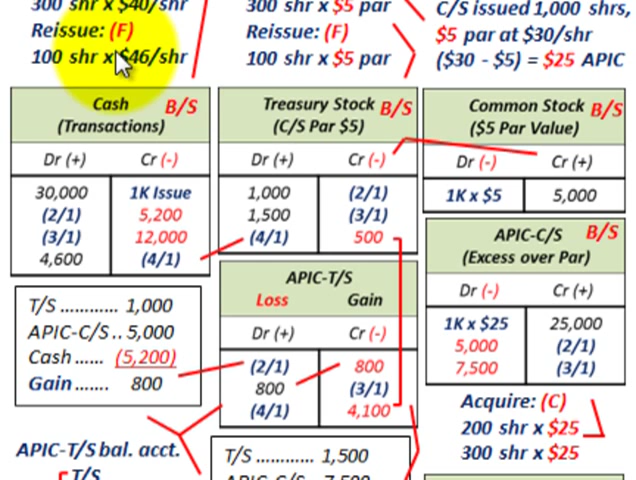 300 shr x $40/shr
Reissue: (F)
100 shr x $46/shr
300 shr x $5 par
Reissue: (F)
100 shr x $5 par
C/S issued 1,000 shrs,
$5 par at $30/shr
($30 - $5) = $25 APIC
Cash B/S
(Transactions)
Dr (+) Cr (-)
30,000 1K Issue
(2/1) 5,200
(3/1) 12,000
4,600 (4/1)
Treasury Stock B/S
(C/S Par $5)
Dr (+) Cr (-)
1,000 (2/1)
1,500 (3/1)
(4/1) 500
Common Stock B/S
($5 Par Value)
Dr (-) Cr (+)
1K x $5 5,000
APIC-C/S B/S
(Excess over Par)
Dr (-) Cr (+)
1K x $25 25,000
5,000 (2/1)
7,500 (3/1)
APIC-T/S
Loss Gain
Dr (+) Cr (-)
(2/1) 800
800 (3/1)
(4/1) 4,100
T/S ............. 1,000
APIC-C/S .. 5,000
Cash ...... (5,200)
Gain ....... 800
Acquire: (C)
200 shr x $25
300 shr x $25
APIC-T/S bal. acct.
T/S
T/S ............ 1,500